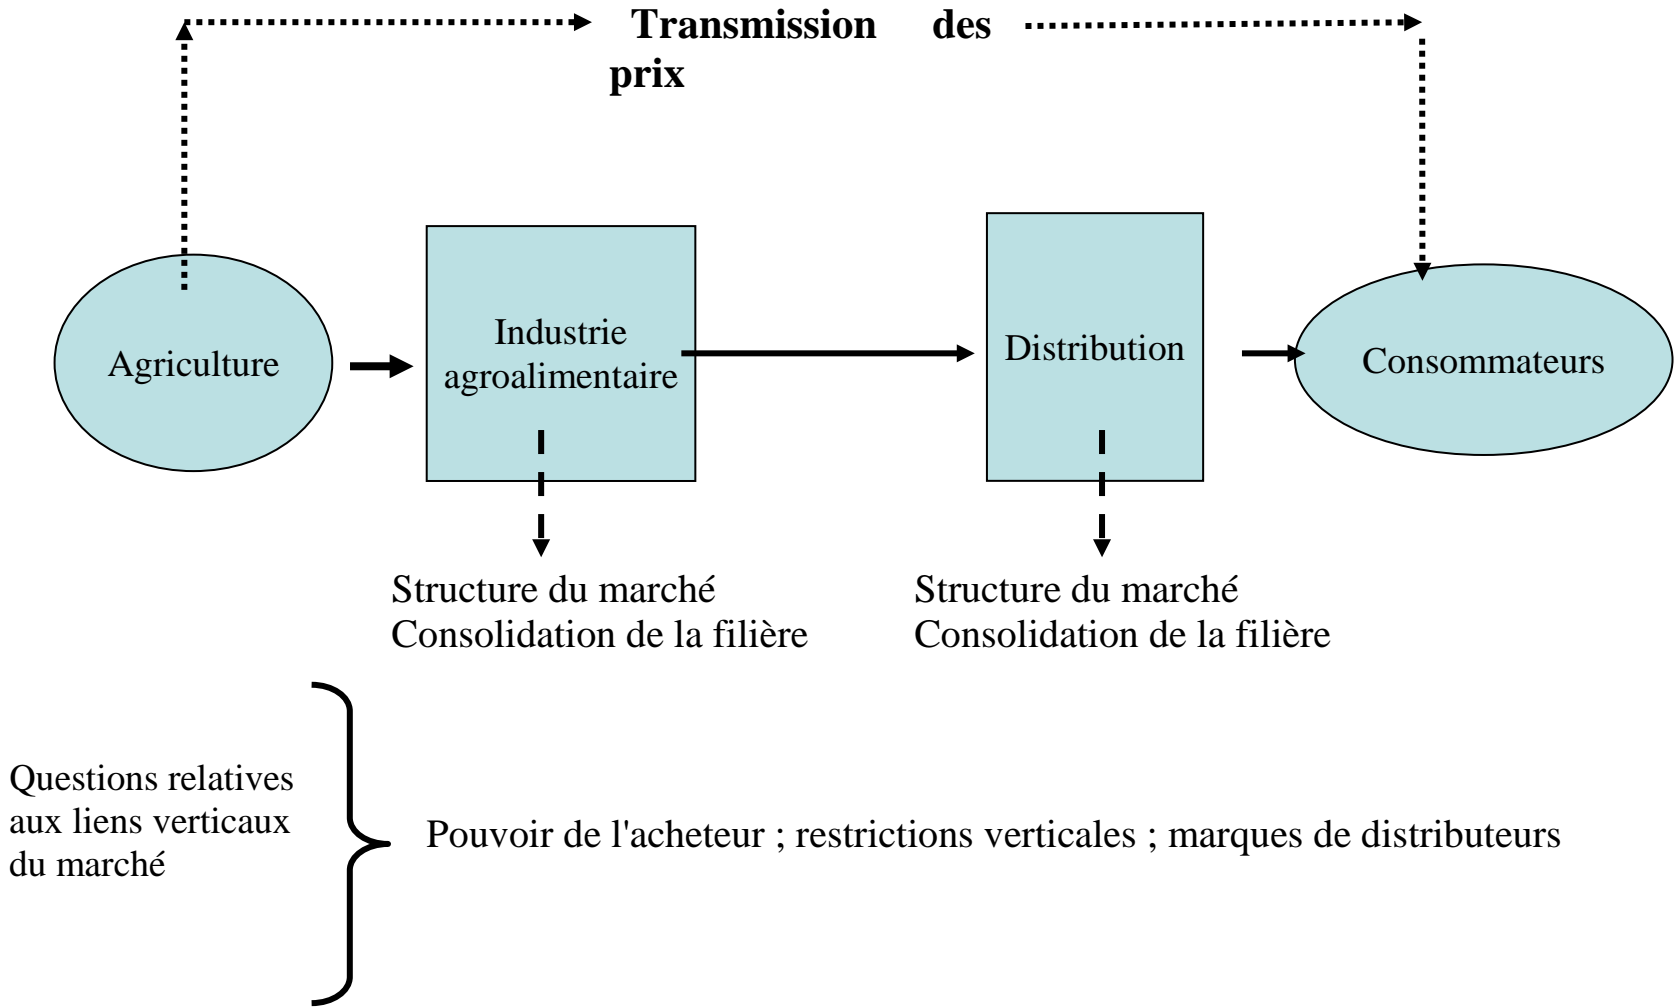 Transmission des
prix
Agriculture
Industrie
agroalimentaire
Distribution
Consommateurs
Structure du marché
Consolidation de la filière
Structure du marché
Consolidation de la filière
Questions relatives
aux liens verticaux
du marché
Pouvoir de l'acheteur ; restrictions verticales ; marques de distributeurs